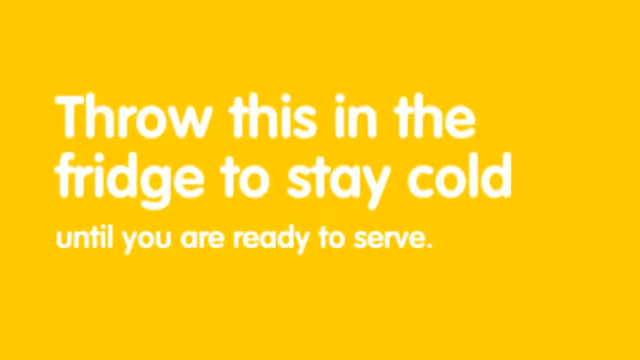 Throw this in the
fridge to stay cold
until you are ready to serve.